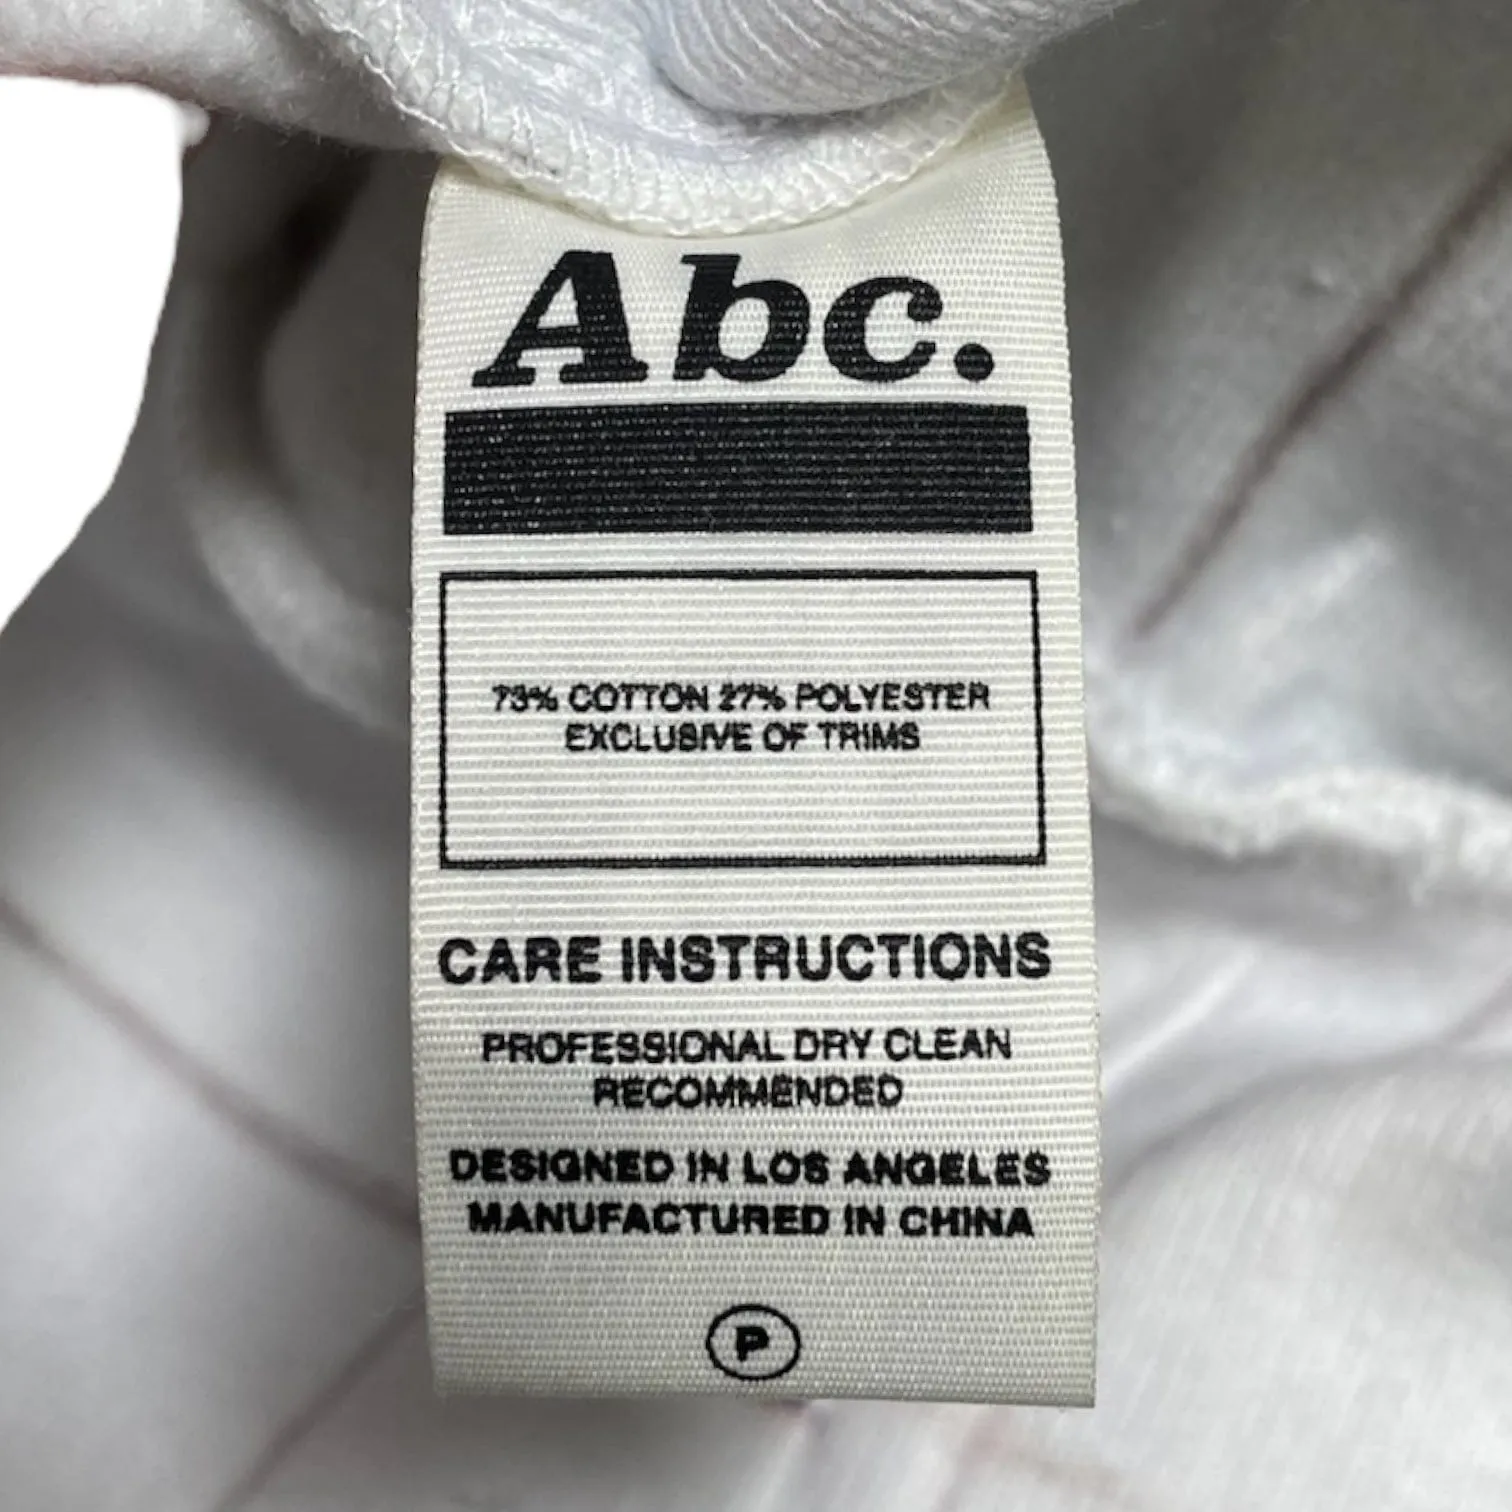 Abc.
73% COTTON 27% POLYESTER
EXCLUSIVE OF TRIMS
CARE INSTRUCTIONS
PROFESSIONAL DRY CLEAN
RECOMMENDED
DESIGNED IN LOS ANGELES
MANUFACTURED IN CHINA
P